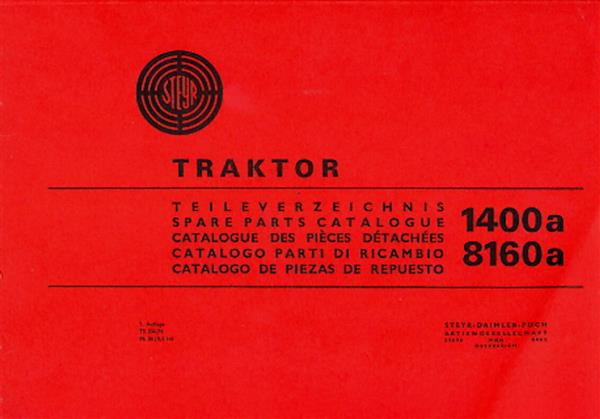 STEYR
TRAKTOR
TEILEVERZEICHNIS
SPARE PARTS CATALOGUE
CATALOGUE DES PIÈCES DÉTACHÉES
CATALOGO PARTI DI RICAMBIO
CATALOGO DE PIEZAS DE REPUESTO
1400a
8160a
1. Auflage
STEYR-DAIMLER-PUCH
AKTIENGESELLSCHAFT